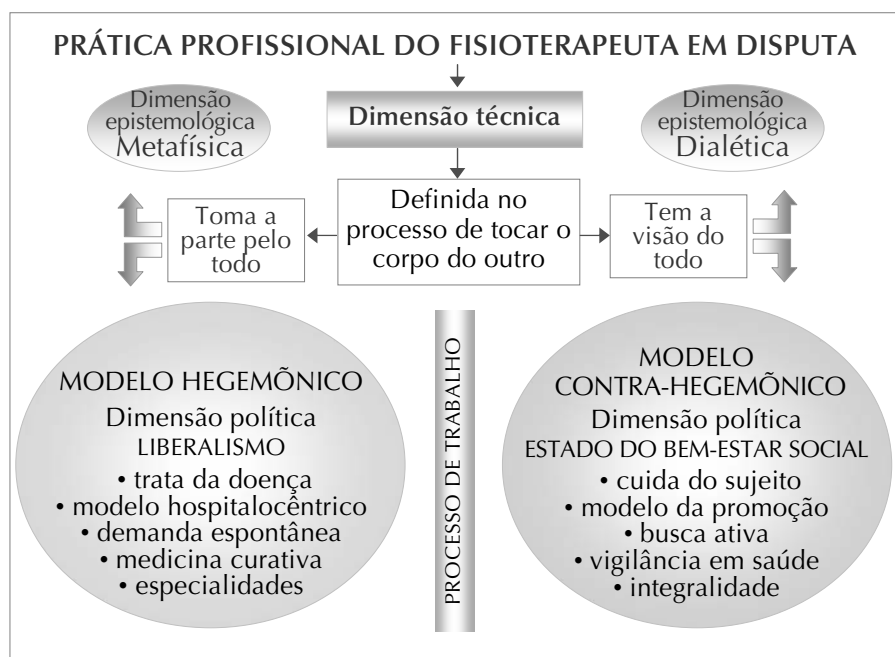 PRÁTICA PROFISSIONAL DO FISIOTERAPEUTA EM DISPUTA
Dimensão
epistemológica
Metafísica
Dimensão técnica
Dimensão
epistemológica
Dialética
Toma a
parte pelo
todo
Definida no
processo de tocar o
corpo do outro
Tem a
visão do
todo
MODELO HEGEMÕNICO
Dimensão política
LIBERALISMO
• trata da doença
• modelo hospitalocêntrico
• demanda espontânea
• medicina curativa
• especialidades
PROCESSO DE TRABALHO
MODELO
CONTRA-HEGEMÕNICO
Dimensão política
ESTADO DO BEM-ESTAR SOCIAL
• cuida do sujeito
• modelo da promoção
• busca ativa
• vigilância em saúde
• integralidade